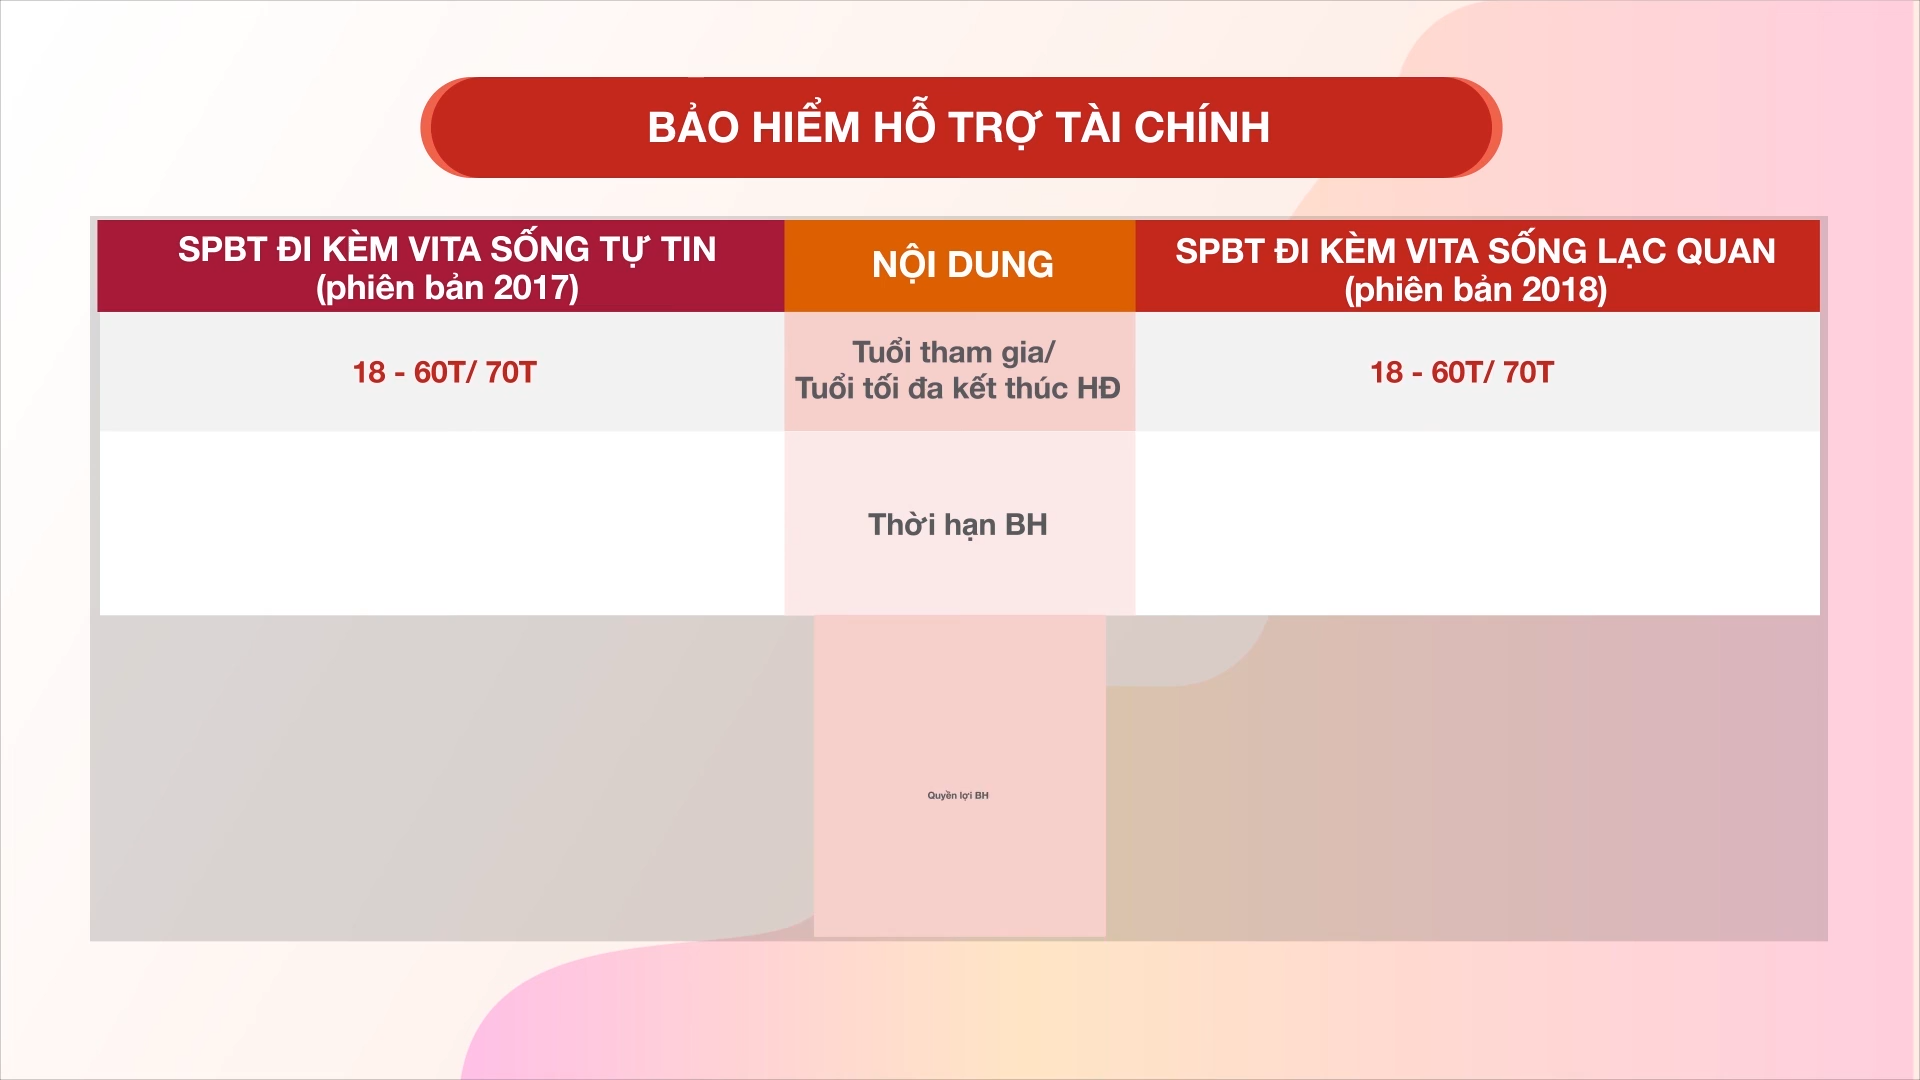 BẢO HIỂM HỖ TRỢ TÀI CHÍNH
SPBT ĐI KÈM VITA SỐNG TỰ TIN
(phiên bản 2017)
NỘI DUNG
SPBT ĐI KÈM VITA SỐNG LẠC QUAN
(phiên bản 2018)
18 - 60T/ 70T
Tuổi tham gia/
Tuổi tối đa kết thúc HĐ
18 - 60T/ 70T
Thời hạn BH
Quyền lợi BH